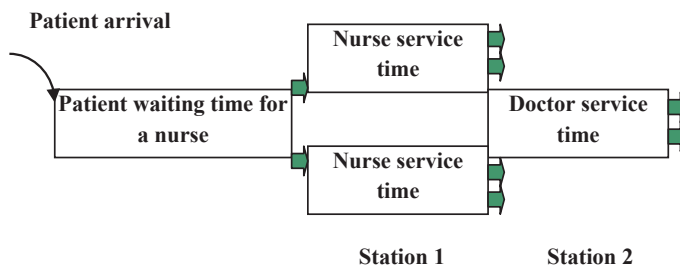 Patient arrival
Nurse service
time
Patient waiting time for
a nurse
Doctor service
time
Nurse service
time
Station 1
Station 2